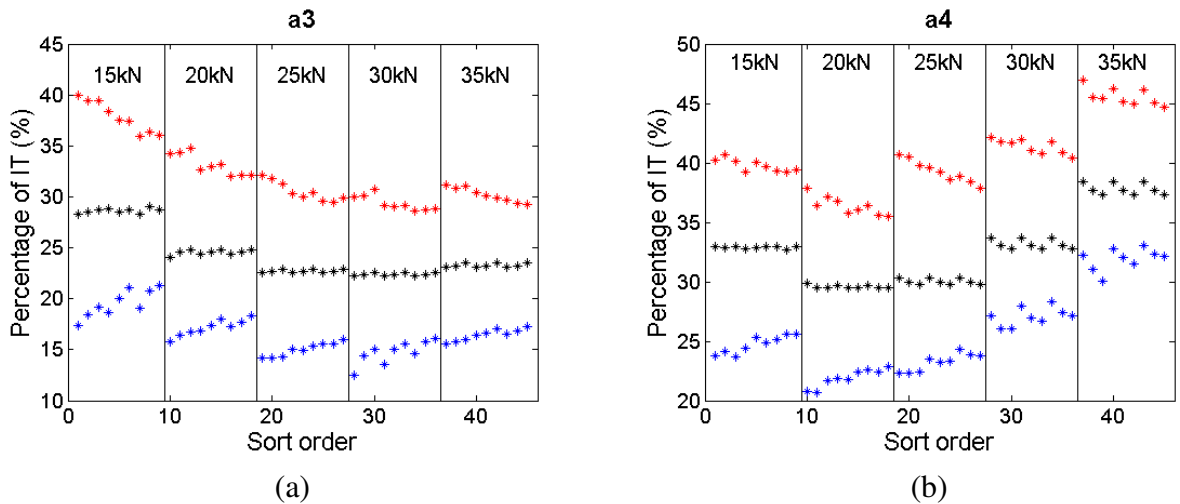 a3
45
40
35
30
25
20
15
10
0
10
20
30
40
15kN
20kN
25kN
30kN
35kN
Percentage of IT (%)
Sort order
(a)
a4
50
45
40
35
30
25
20
0
10
20
30
40
15kN
20kN
25kN
30kN
35kN
Percentage of IT (%)
Sort order
(b)